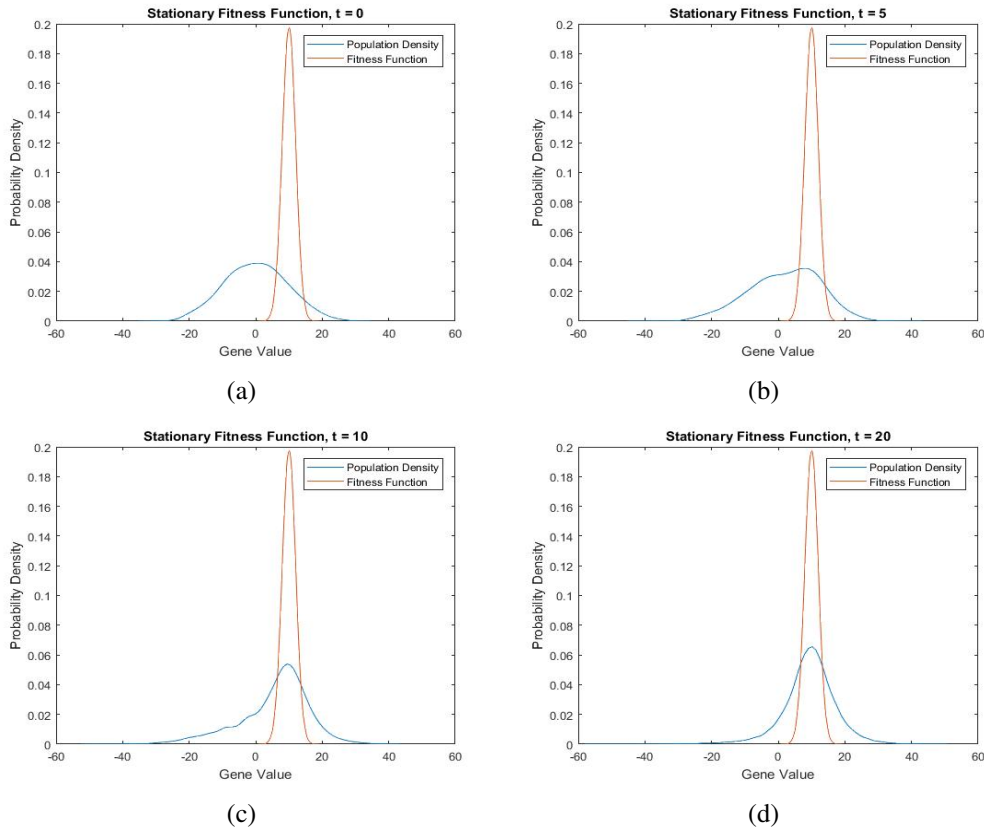 Stationary Fitness Function, t = 0
0.2
0.18
0.16
0.14
0.12
0.1
0.08
0.06
0.04
0.02
0
Probability Density
Population Density
Fitness Function
-60 -40 -20 0 20 40 60
Gene Value
(a)
Stationary Fitness Function, t = 5
0.2
0.18
0.16
0.14
0.12
0.1
0.08
0.06
0.04
0.02
0
Probability Density
Population Density
Fitness Function
-60 -40 -20 0 20 40 60
Gene Value
(b)
Stationary Fitness Function, t = 10
0.2
0.18
0.16
0.14
0.12
0.1
0.08
0.06
0.04
0.02
0
Probability Density
Population Density
Fitness Function
-60 -40 -20 0 20 40 60
Gene Value
(c)
Stationary Fitness Function, t = 20
0.2
0.18
0.16
0.14
0.12
0.1
0.08
0.06
0.04
0.02
0
Probability Density
Population Density
Fitness Function
-60 -40 -20 0 20 40 60
Gene Value
(d)